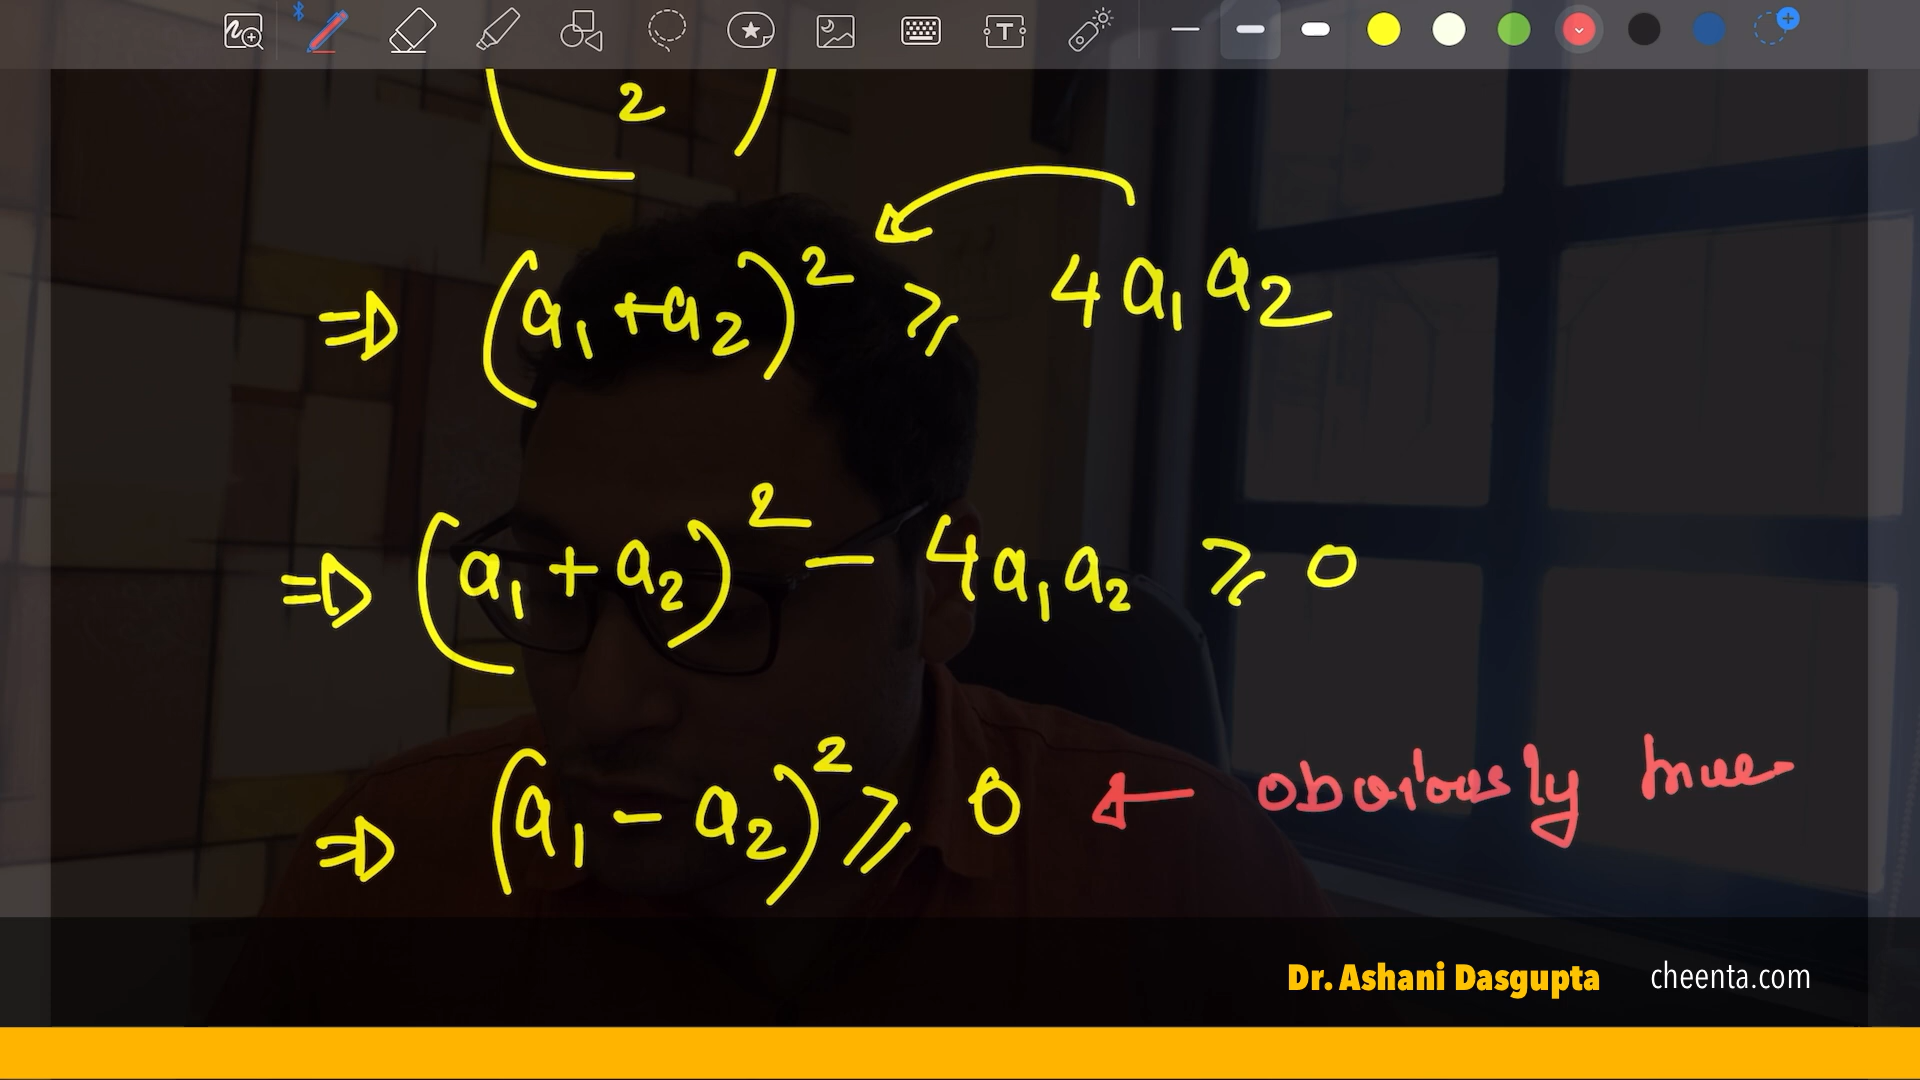 2
⇒ (a₁+a₂)² ≥ 4a₁a₂
⇒ (a₁ + a₂)² - 4a₁a₂ ≥ 0
⇒ (a₁ - a₂)² ≥ 0 ← obviously true
Dr. Ashani Dasgupta cheenta.com